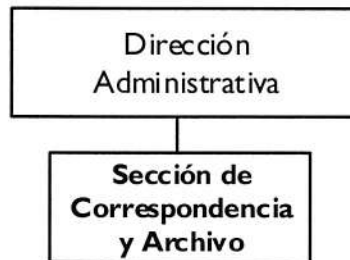 Dirección
Administrativa
Sección de
Correspondencia
y Archivo